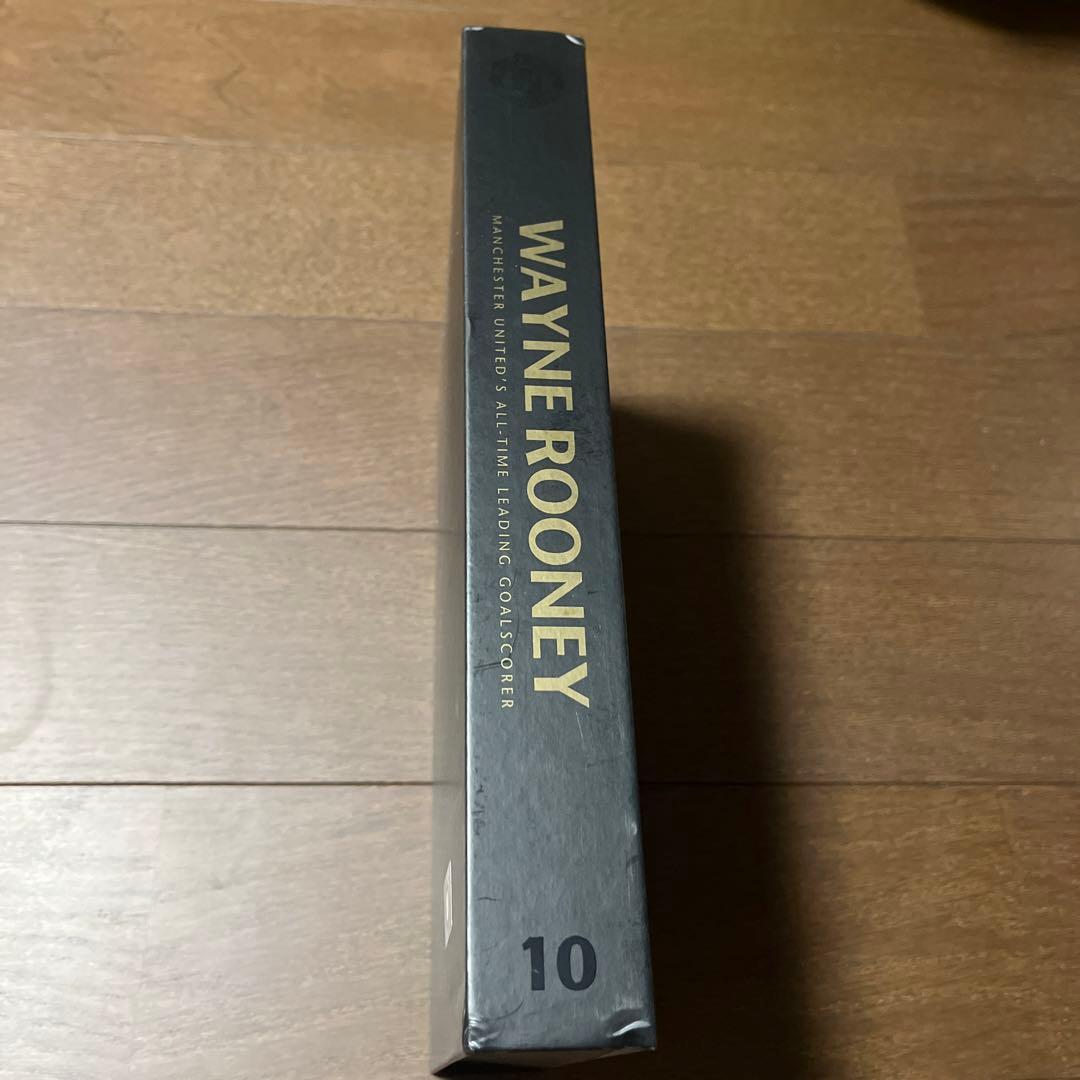 WAYNE ROONEY
MANCHESTER UNITED'S ALL-TIME LEADING GOALSCORER
10